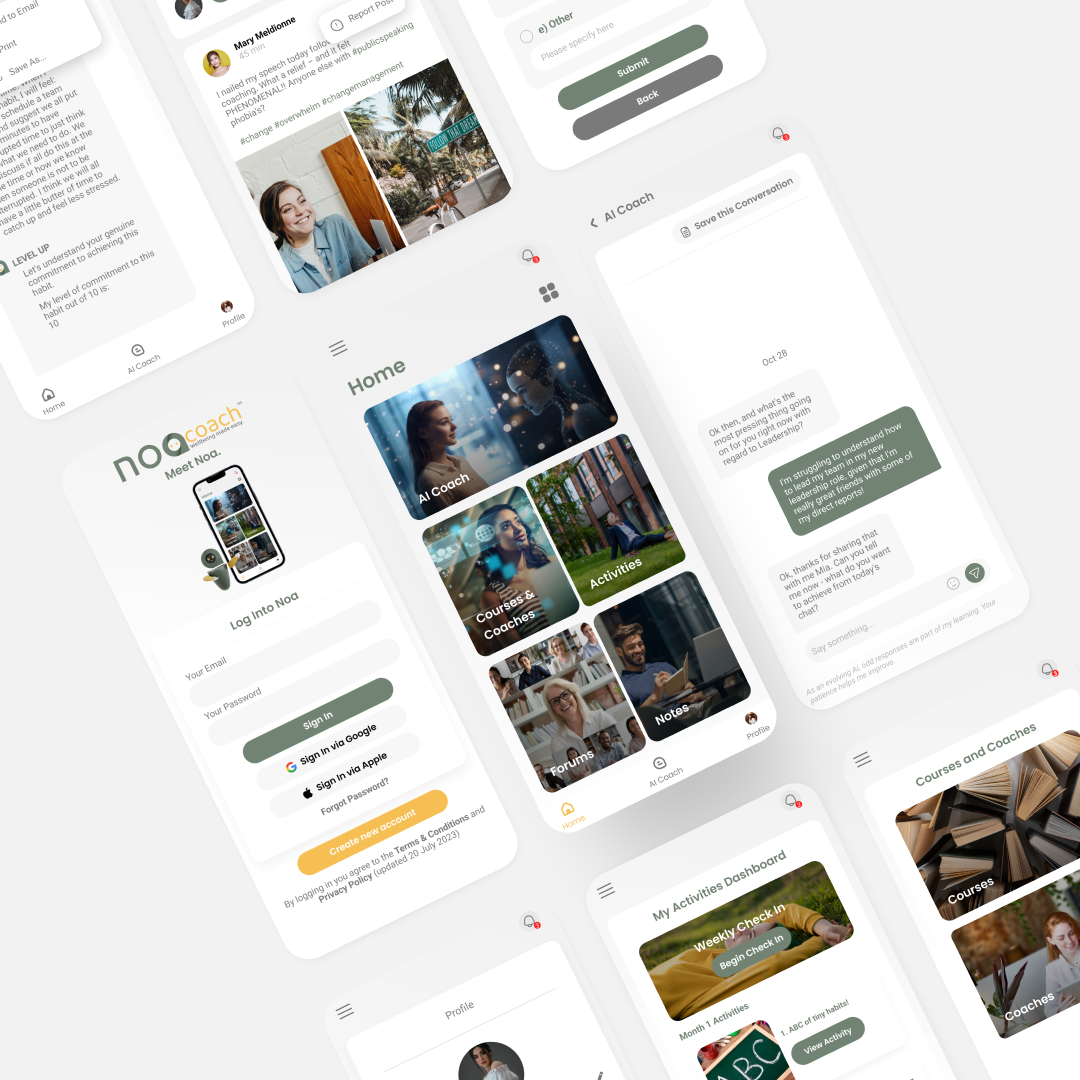 d to Email
Print
Save As...
time. When I
habit, I will feel:
schedule a team
and suggest we all put
minutes to have
rupted time to just think
what we need to do. We
discuss if all do this at the
time or how we know
en someone is not to be
terrupted. I think we will all
have a little butter of time to
catch up and feel less stressed.
LEVEL UP
Let's understand your genuine
commitment to achieving this
habit.
My level of commitment to this
habit out of 10 is:
10
Home
AI Coach
Profile
Mary Meldionne
45 min
Report Post
I nailed my speech today follo
coaching. What a relief – and it felt
PHENOMENAL!! Anyone else with #publicspeaking
phobia's?
#change #overwhelm #changemanagement
FOLLOW THAT DREAM
e) Other
Please specify here
Submit
Back
3
AI Coach
Save this Conversation
Oct 28
Ok then, and what's the
most pressing thing going
on for you right now with
regard to Leadership?
I'm struggling to understand how
to lead my team in my new
leadership role, given that I'm
really great friends with some of
my direct reports!
Ok, thanks for sharing that
with me Mia. Can you tell
me now - what do you want
to achieve from today's
chat?
Say something...
As an evolving AI, odd responses are part of my learning. Your
patience helps me improve.
3
Home
AI Coach
Courses &
Coaches
Activities
Forums
Notes
Home
AI Coach
Profile
noacoach™
Wellbeing made easy.
Meet Noa.
Log Into Noa
Your Email
Your Password
Sign In
Sign In via Google
Sign In via Apple
Forgot Password?
Create new account
By logging in you agree to the Terms & Conditions and
Privacy Policy (updated 20 July 2023)
3
Profile
3
My Activities Dashboard
Weekly Check In
Begin Check In
Month 1 Activities
ABC
1. ABC of tiny habits!
View Activity
3
Courses and Coaches
Courses
Coaches